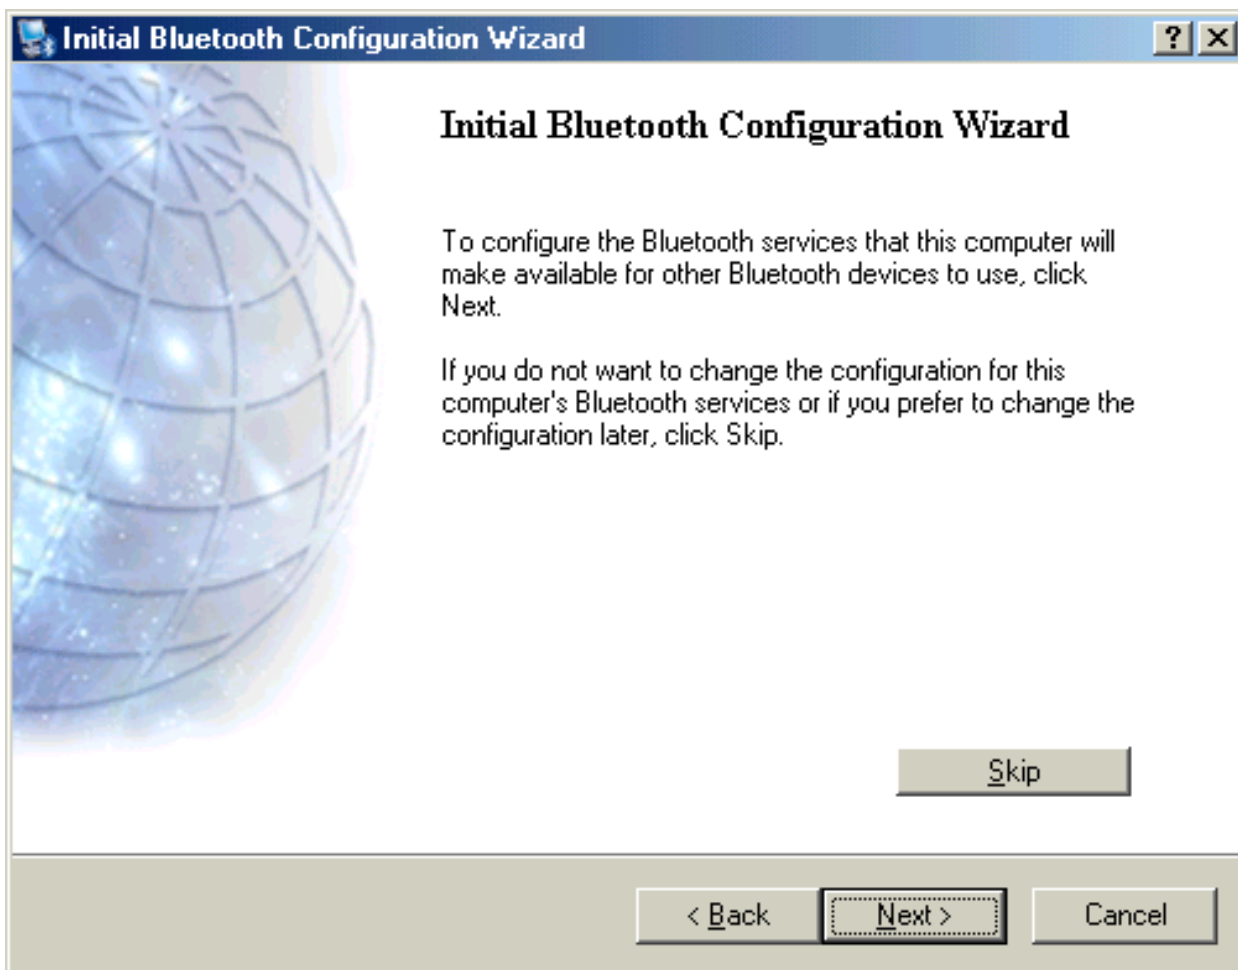 Initial Bluetooth Configuration Wizard
? X
Initial Bluetooth Configuration Wizard
To configure the Bluetooth services that this computer will
make available for other Bluetooth devices to use, click
Next.
If you do not want to change the configuration for this
computer's Bluetooth services or if you prefer to change the
configuration later, click Skip.
Skip
< Back
Next >
Cancel